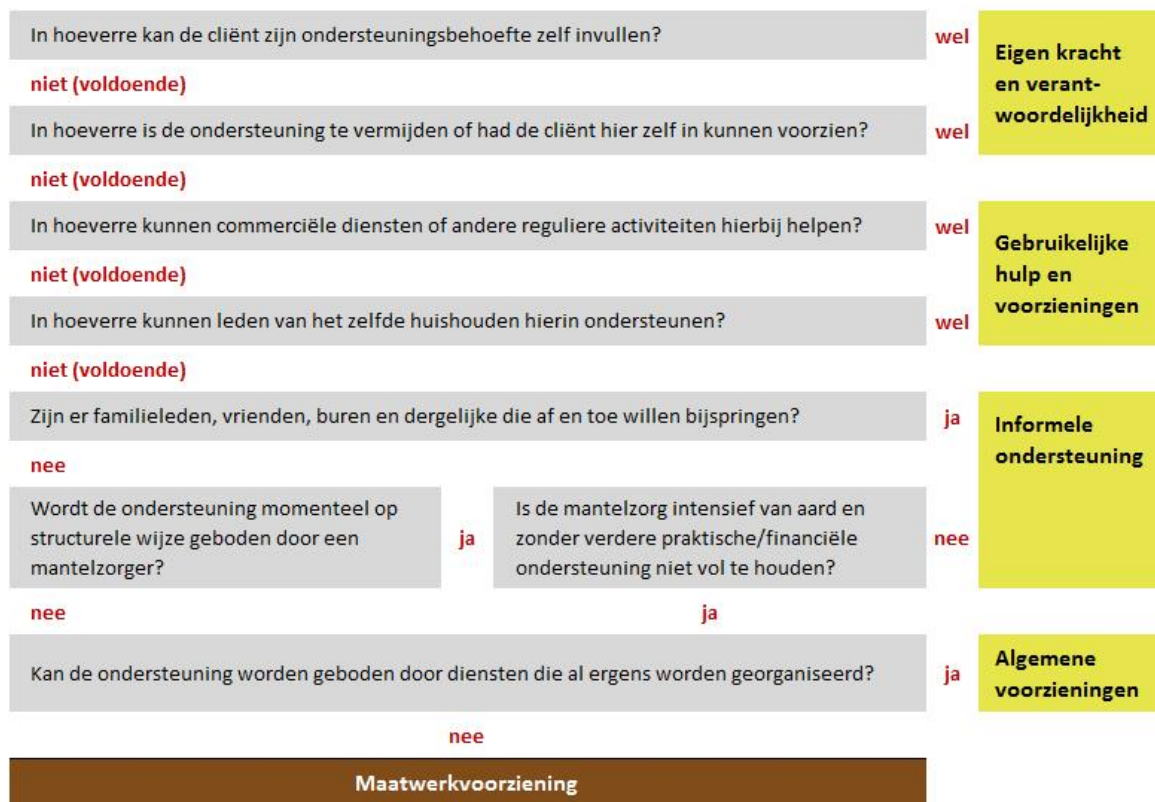 In hoeverre kan de cliënt zijn ondersteuningsbehoefte zelf invullen?
wel
niet (voldoende)
In hoeverre is de ondersteuning te vermijden of had de cliënt hier zelf in kunnen voorzien?
wel
Eigen kracht
en verant-
woordelijkheid
niet (voldoende)
In hoeverre kunnen commerciële diensten of andere reguliere activiteiten hierbij helpen?
wel
niet (voldoende)
In hoeverre kunnen leden van het zelfde huishouden hierin ondersteunen?
wel
Gebruikelijke
hulp en
voorzieningen
niet (voldoende)
Zijn er familieleden, vrienden, buren en dergelijke die af en toe willen bijspringen?
ja
Informele
ondersteuning
nee
Wordt de ondersteuning momenteel op
structurele wijze geboden door een
mantelzorger?
ja
Is de mantelzorg intensief van aard en
zonder verdere praktische/financiële
ondersteuning niet vol te houden?
nee
nee
ja
Kan de ondersteuning worden geboden door diensten die al ergens worden georganiseerd?
ja
Algemene
voorzieningen
nee
Maatwerkvoorziening